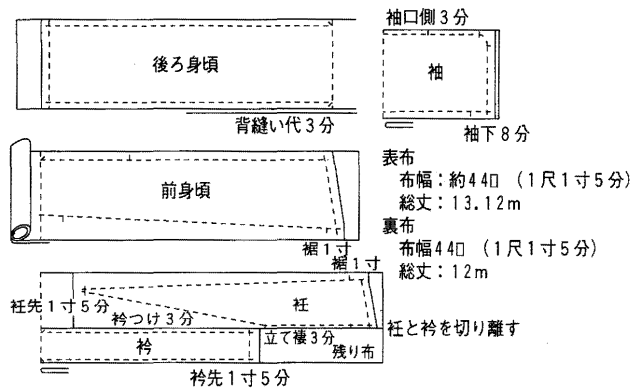 袖口側3分
後ろ身頃
袖
背縫い代3分
袖下8分
表布
布幅：約44□ （1尺1寸5分）
総丈：13.12m
裏布
布幅44□ （1尺1寸5分）
総丈：12m
前身頃
裾1寸
裾1寸
衽先1寸5分
衽
衿つけ3分
衽と衿を切り離す
衿
立て褄3分
残り布
衿先1寸5分